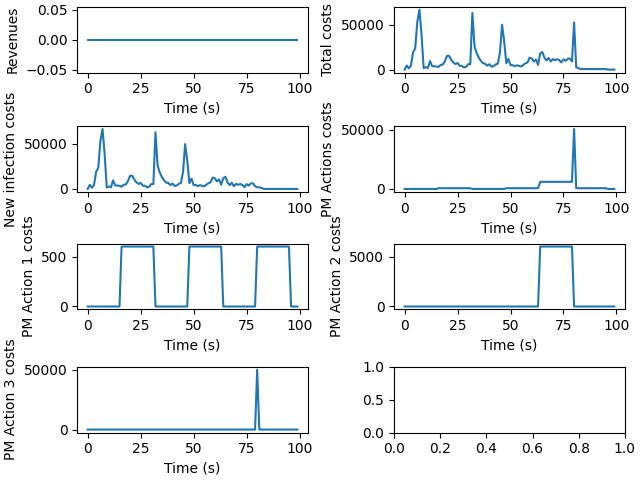 Revenues
0.05
0.00
−0.05
0 25 50 75 100
Time (s)
Total costs
50000
0
0 25 50 75 100
Time (s)
New infection costs
50000
0
0 25 50 75 100
Time (s)
PM Actions costs
50000
0
0 25 50 75 100
Time (s)
PM Action 1 costs
500
0
0 25 50 75 100
Time (s)
PM Action 2 costs
5000
0
0 25 50 75 100
Time (s)
PM Action 3 costs
50000
0
0 25 50 75 100
Time (s)
1.0
0.5
0.0
0.0 0.2 0.4 0.6 0.8 1.0